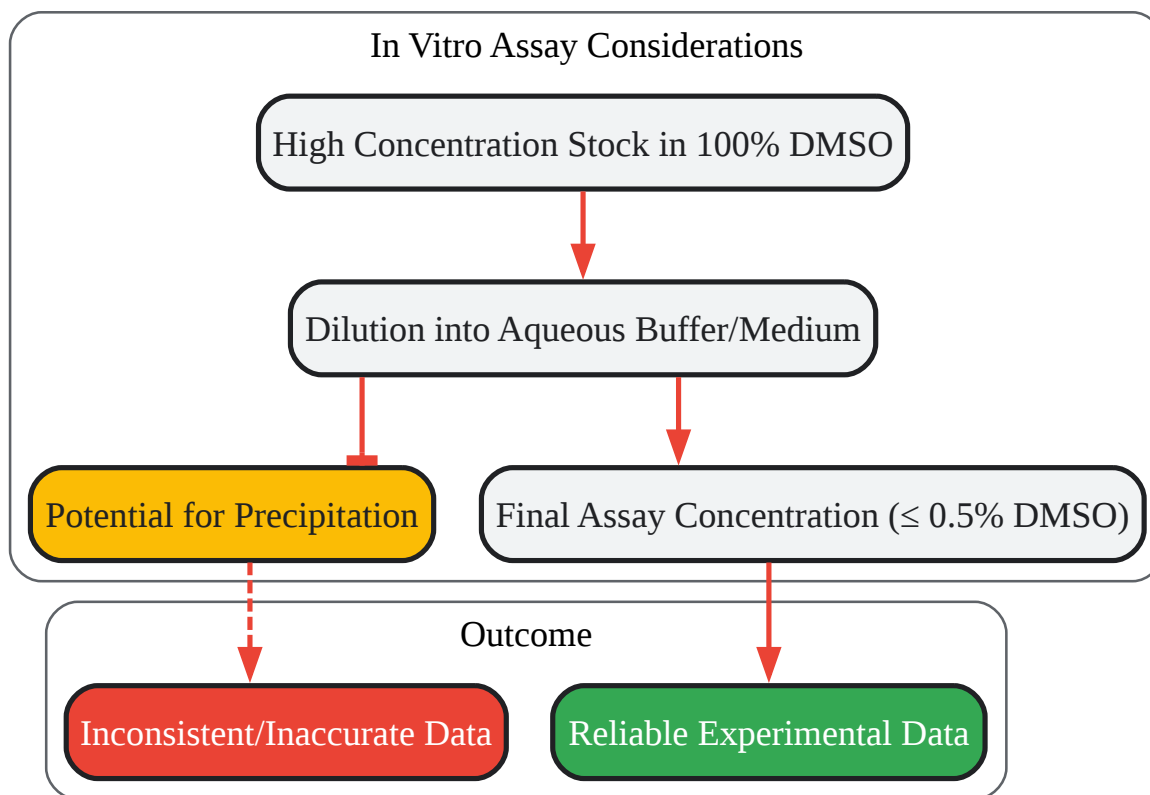 In Vitro Assay Considerations
High Concentration Stock in 100% DMSO
Dilution into Aqueous Buffer/Medium
Potential for Precipitation
Final Assay Concentration (≤ 0.5% DMSO)
Outcome
Inconsistent/Inaccurate Data
Reliable Experimental Data